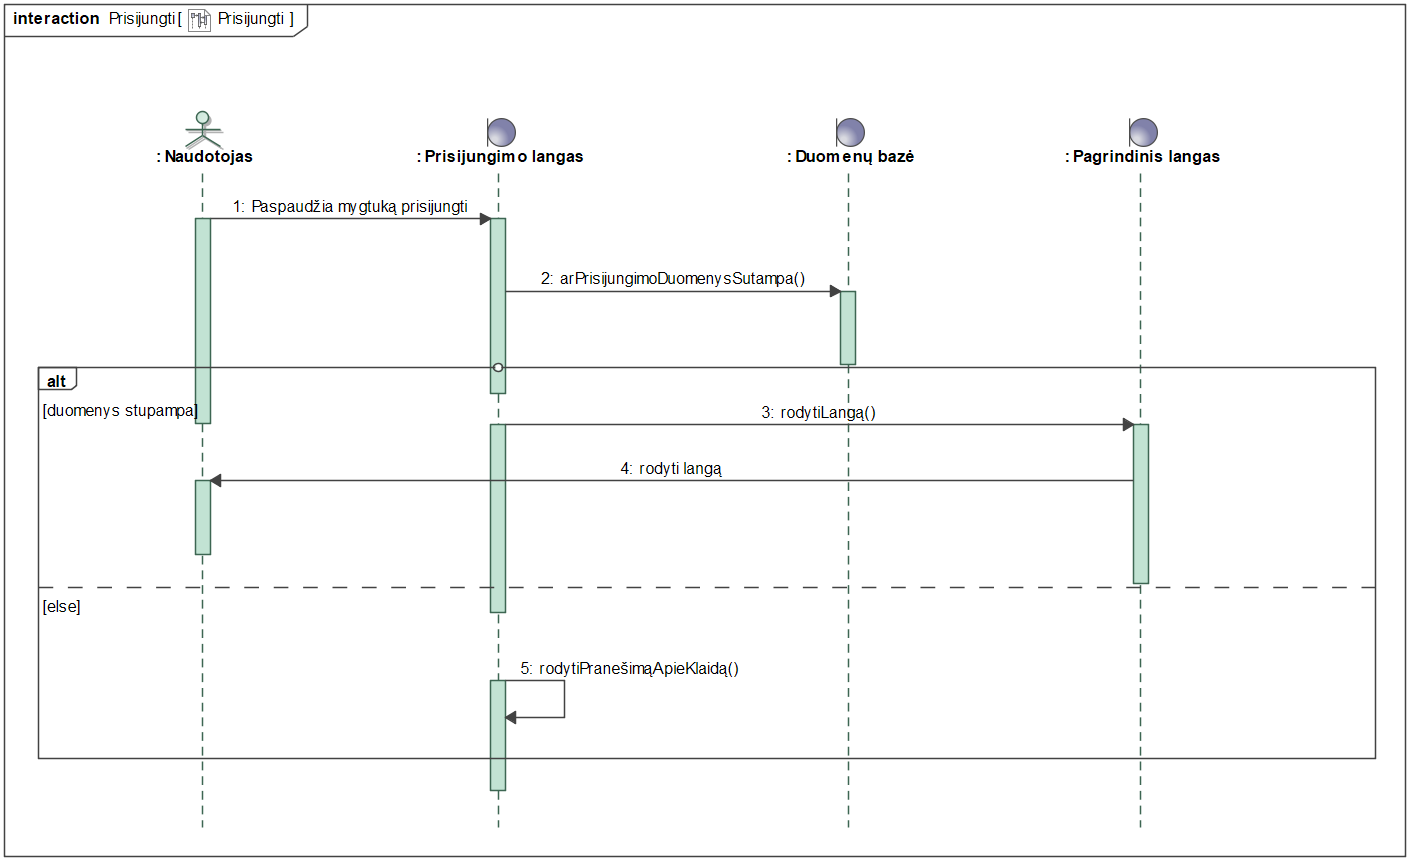 interaction Prisijungti[ Prisijungti ]
: Naudotojas
: Prisijungimo langas
: Duomenų bazė
: Pagrindinis langas
1: Paspaudžia mygtuką prisijungti
2: arPrisijungimoDuomenysSutampa()
alt
[duomenys stupampa]
3: rodytiLangą()
4: rodyti langą
[else]
5: rodytiPranešimąApieKlaidą()